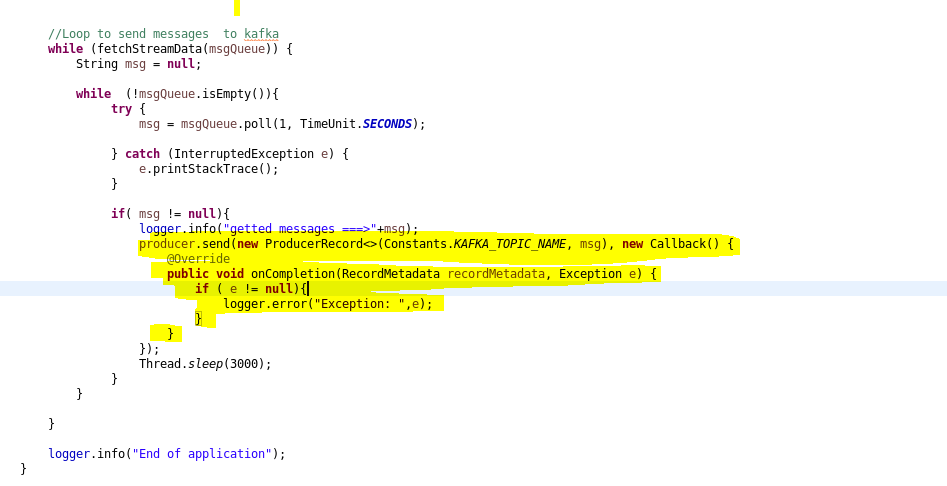 //Loop to send messages  to kafka
while (fetchStreamData(msgQueue)) {
String msg = null;
while  (!msgQueue.isEmpty()){
try {
msg = msgQueue.poll(1, TimeUnit.SECONDS);
} catch (InterruptedException e) {
e.printStackTrace();
}
if( msg != null){
logger.info("getted messages ===>"+msg);
producer.send(new ProducerRecord<>(Constants.KAFKA_TOPIC_NAME, msg), new Callback() {
@Override
public void onCompletion(RecordMetadata recordMetadata, Exception e) {
if ( e != null){
logger.error("Exception: ",e);
}
}
});
Thread.sleep(3000);
}
}
}
logger.info("End of application");
}